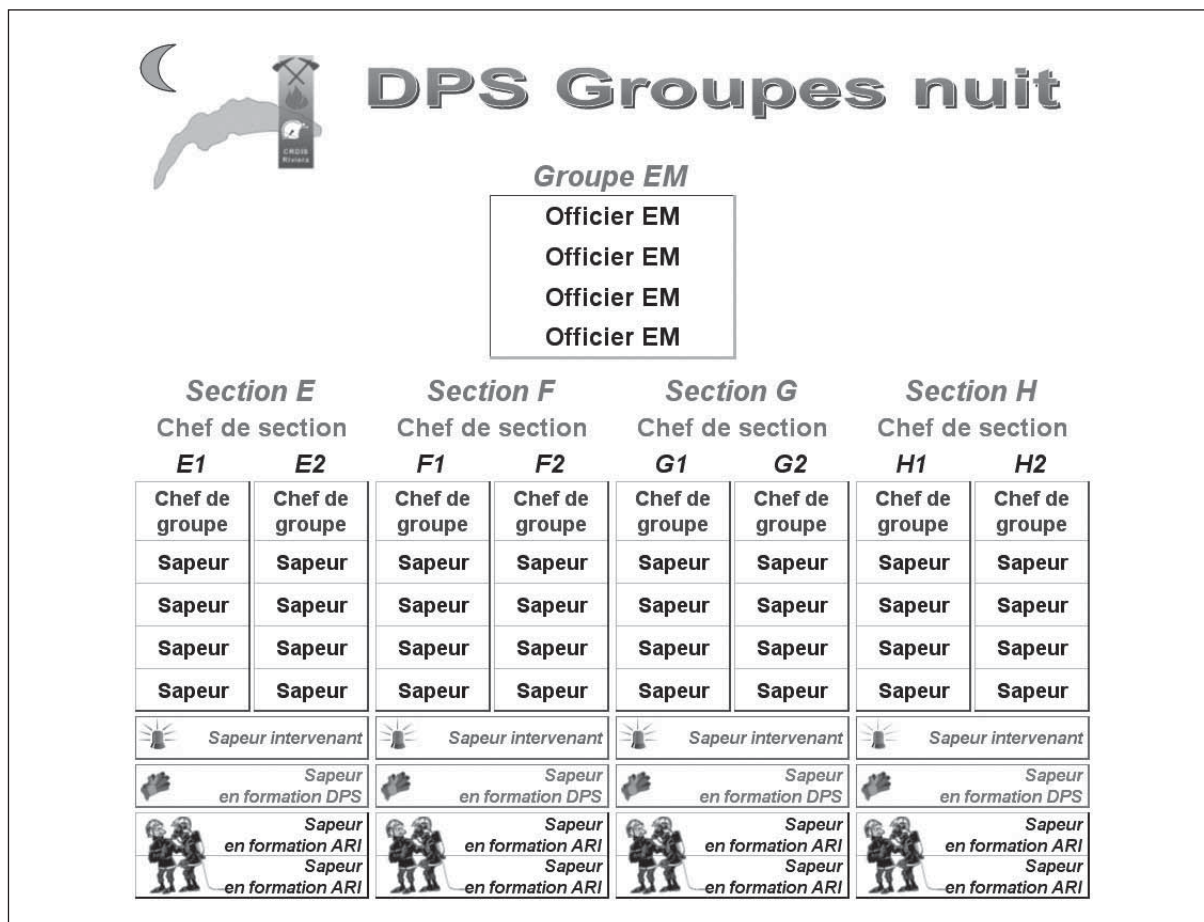 DPS Groupes nuit
CRDIS
Riviera
Groupe EM
Officier EM
Officier EM
Officier EM
Officier EM
Section E Section F Section G Section H
Chef de section Chef de section Chef de section Chef de section
E1 E2 F1 F2 G1 G2 H1 H2
Chef de Chef de Chef de Chef de Chef de Chef de Chef de Chef de
groupe groupe groupe groupe groupe groupe groupe groupe
Sapeur Sapeur Sapeur Sapeur Sapeur Sapeur Sapeur Sapeur
Sapeur Sapeur Sapeur Sapeur Sapeur Sapeur Sapeur Sapeur
Sapeur Sapeur Sapeur Sapeur Sapeur Sapeur Sapeur Sapeur
Sapeur Sapeur Sapeur Sapeur Sapeur Sapeur Sapeur Sapeur
Sapeur intervenant Sapeur intervenant Sapeur intervenant Sapeur intervenant
Sapeur Sapeur Sapeur Sapeur
en formation DPS en formation DPS en formation DPS en formation DPS
Sapeur Sapeur Sapeur Sapeur
en formation ARI en formation ARI en formation ARI en formation ARI
Sapeur Sapeur Sapeur Sapeur
en formation ARI en formation ARI en formation ARI en formation ARI